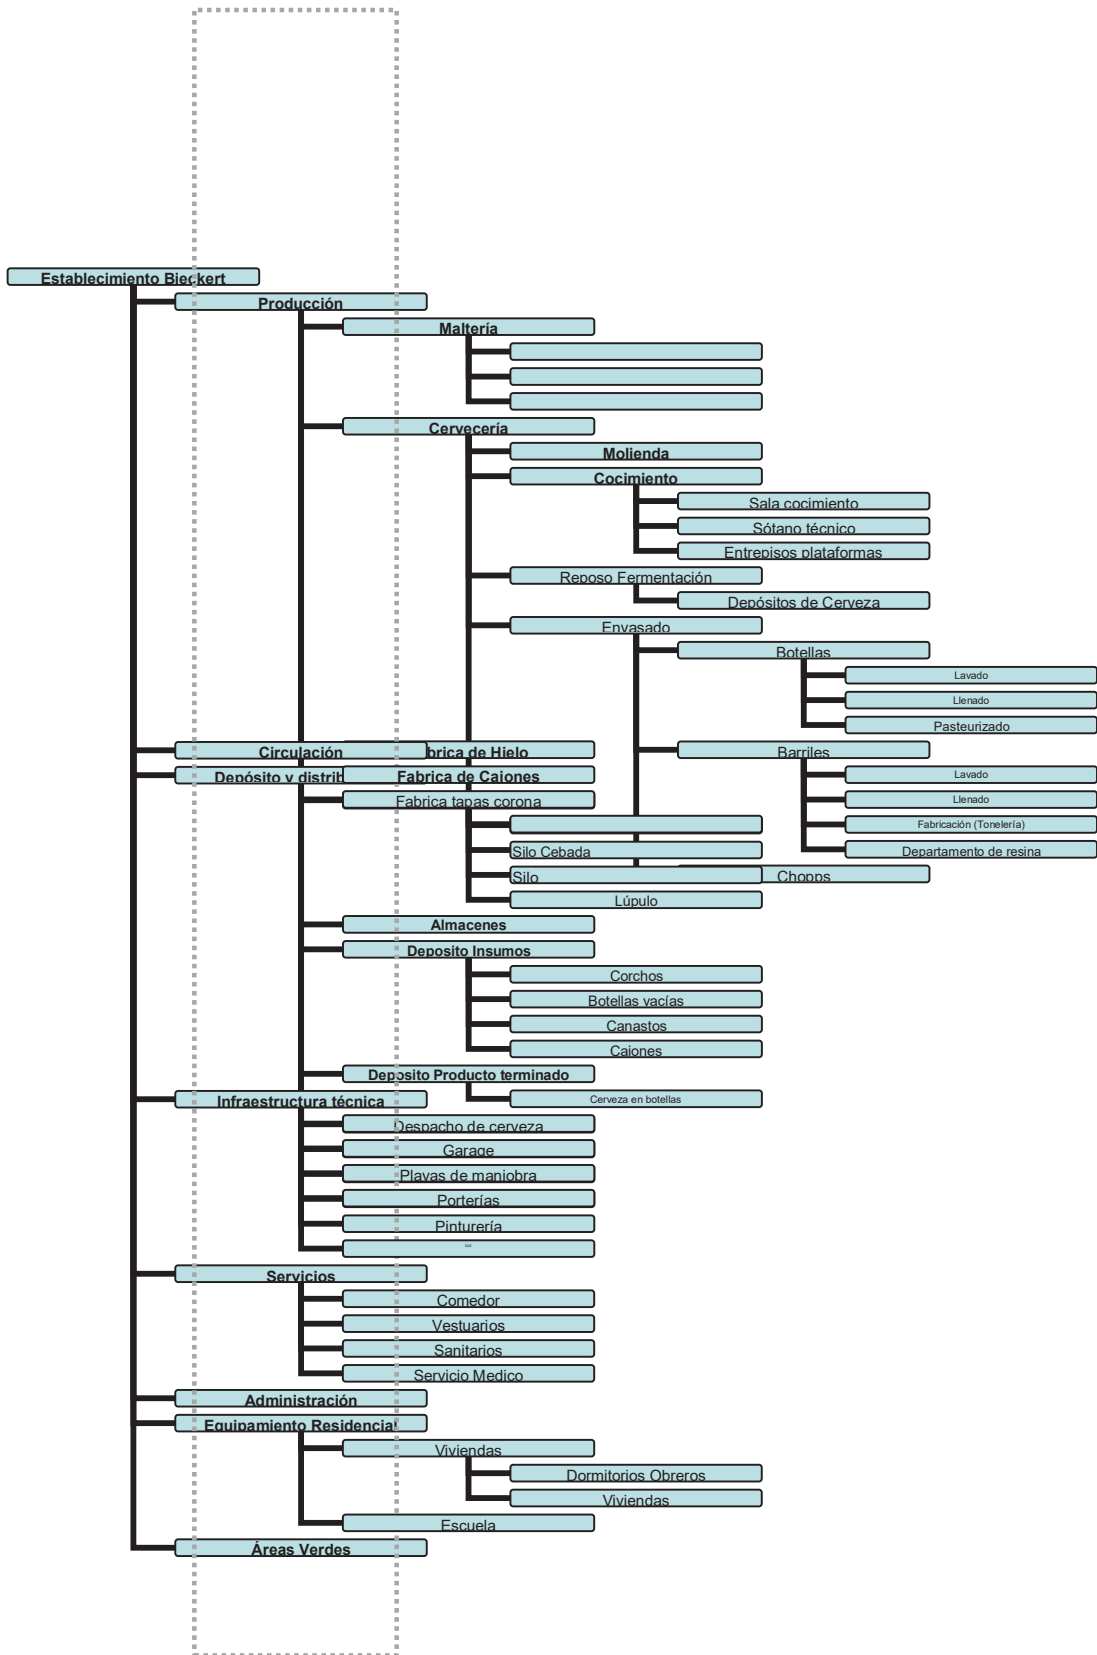 Establecimiento Bieckert
Producción
Maltería
Cervecería
Molienda
Cocimiento
Sala cocimiento
Sótano técnico
Entrepisos plataformas
Reposo Fermentación
Depósitos de Cerveza
Envasado
Botellas
Lavado
Llenado
Pasteurizado
Circulación brica de Hielo
Barriles
Depósito y distrib Fabrica de Cajones
Lavado
Fabrica tapas corona
Llenado
Fabricación (Tonelería)
Silo Cebada
Departamento de resina
Silo
Chopps
Lúpulo
Almacenes
Deposito Insumos
Corchos
Botellas vacías
Canastos
Cajones
Deposito Producto terminado
Infraestructura técnica
Cerveza en botellas
Despacho de cerveza
Garage
Playas de maniobra
Porterías
Pinturería
Servicios
Comedor
Vestuarios
Sanitarios
Servicio Medico
Administración
Equipamiento Residencial
Viviendas
Dormitorios Obreros
Viviendas
Escuela
Áreas Verdes